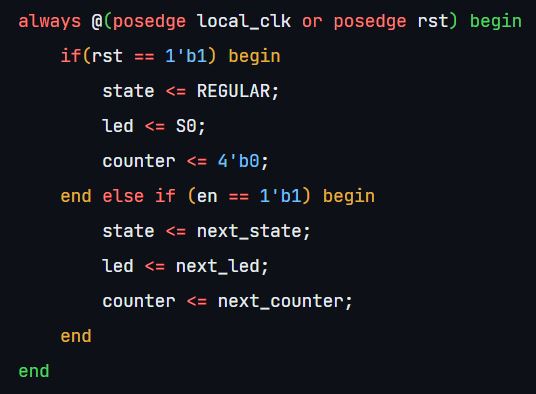 always @(posedge local_clk or posedge rst) begin
    if(rst == 1'b1) begin
        state <= REGULAR;
        led <= S0;
        counter <= 4'b0;
    end else if (en == 1'b1) begin
        state <= next_state;
        led <= next_led;
        counter <= next_counter;
    end
end